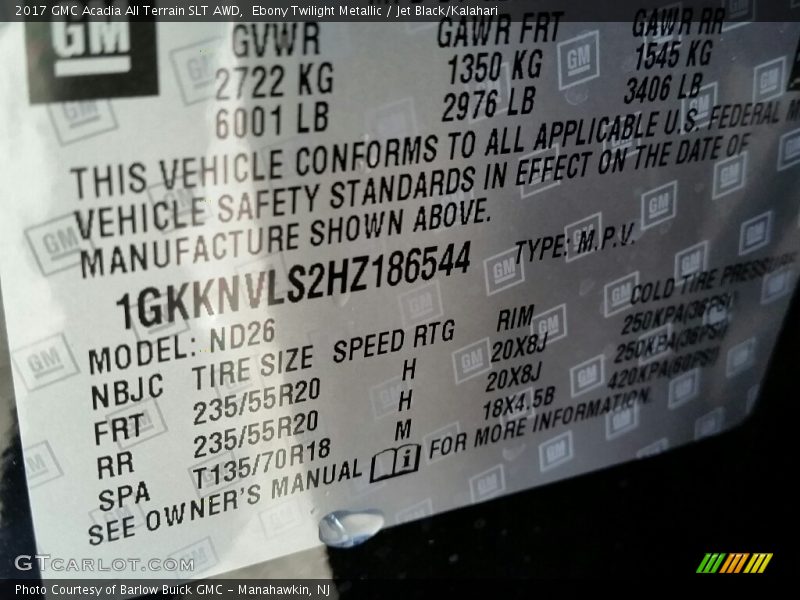 2017 GMC Acadia All Terrain SLT AWD, Ebony Twilight Metallic / Jet Black/Kalahari
GM GVWR GAWR FRT GAWR RR
2722 KG 1350 KG 1545 KG
6001 LB 2976 LB 3406 LB
THIS VEHICLE CONFORMS TO ALL APPLICABLE U.S. FEDERAL
VEHICLE SAFETY STANDARDS IN EFFECT ON THE DATE OF
MANUFACTURE SHOWN ABOVE.
1GKKNVLS2HZ186544 TYPE: M.P.V.
MODEL: ND26
NBJC TIRE SIZE SPEED RTG RIM COLD TIRE PRESSURE
FRT 235/55R20 H 20X8J 250KPA(36PSI)
RR 235/55R20 H 20X8J 250KPA(36PSI)
SPA T135/70R18 M 18X4.5B 420KPA(60PSI)
SEE OWNER'S MANUAL FOR MORE INFORMATION.
GTcarlot.com
Photo Courtesy of Barlow Buick GMC - Manahawkin, NJ